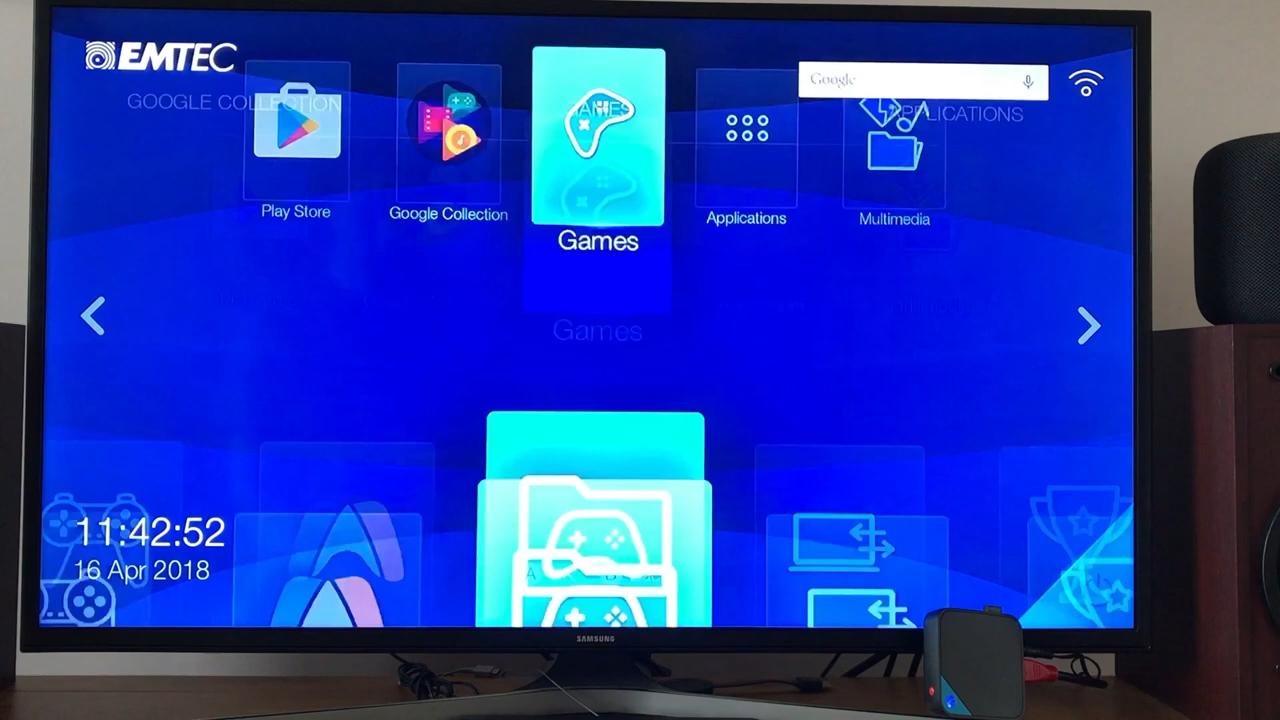 EMTEC
Google
GOOGLE COLLECTION
GAMES
APPLICATIONS
Play Store
Google Collection
Games
Applications
Multimedia
Games
11:42:52
16 Apr 2018
SAMSUNG